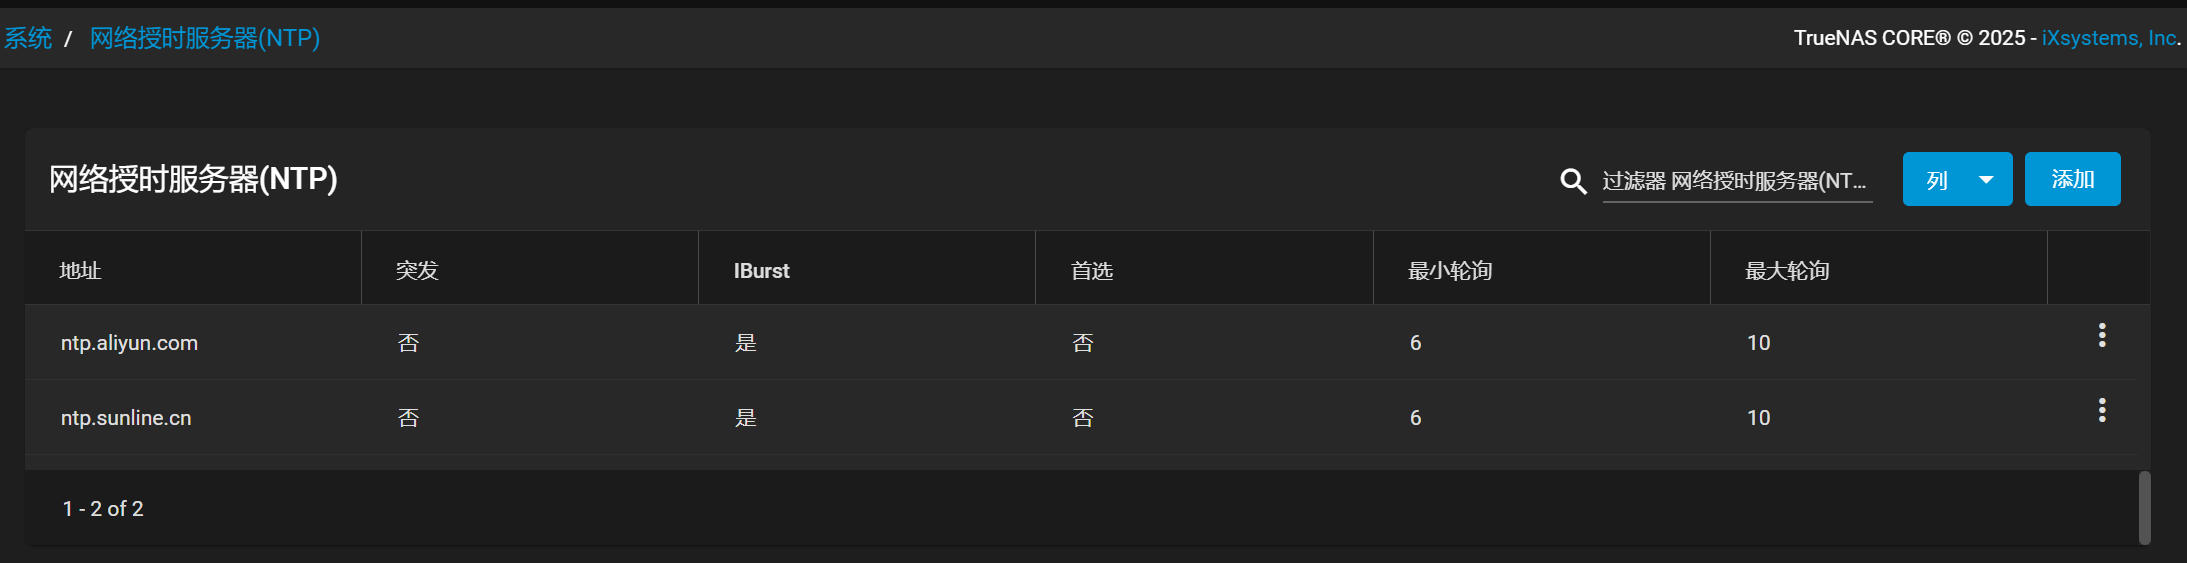 系统 / 网络授时服务器(NTP)
TrueNAS CORE® © 2025 - iXsystems, Inc.
网络授时服务器(NTP)
过滤器 网络授时服务器(NT...
列
添加
地址 突发 IBurst 首选 最小轮询 最大轮询
ntp.aliyun.com 否 是 否 6 10
ntp.sunline.cn 否 是 否 6 10
1 - 2 of 2